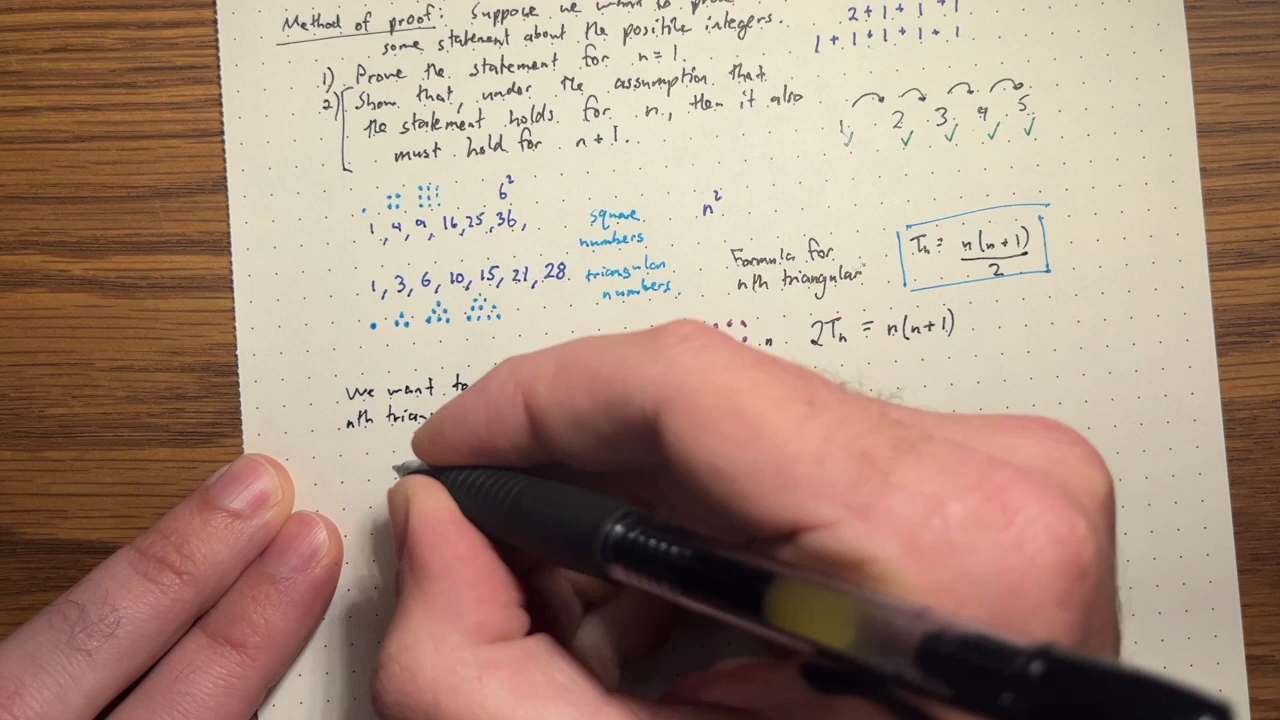 Method of proof: Suppose we want to prove
some statement about the positive integers.
1) Prove the statement for n=1.
2) Show that, under the assumption that
the statement holds for n, then it also
must hold for n+1.
2+1+1+1
1+1+1+1+1
1 2 3 4 5
6²
1, 4, 9, 16, 25, 36,
square
numbers
n²
1, 3, 6, 10, 15, 21, 28.
triangular
numbers.
Formula for
nth triangular
Tn = n(n+1)
2
n
2Tn = n(n+1)
We want to
nth